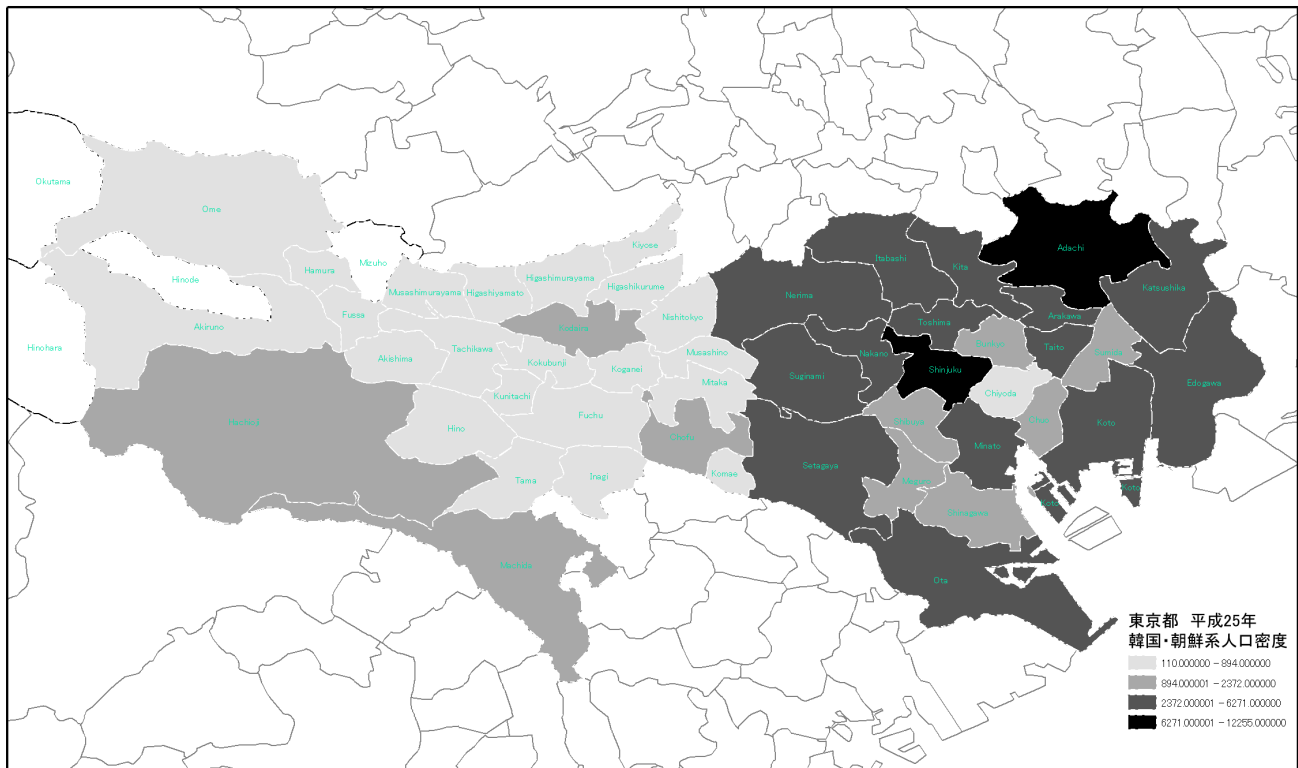 Okutama
Ome
Kiyose
Adachi
Mizuho
Itabashi
Kita
Hamura
Higashimurayama
Hinode
Higashikurume
Katsushika
Musashimurayama
Higashiyamato
Nerima
Fussa
Nishitokyo
Arakawa
Akiruno
Kodaira
Toshima
Bunkyo
Taito
Sumida
Hinohara
Tachikawa
Musashino
Nakano
Akishima
Kokubunji
Koganei
Shinjuku
Suginami
Mitaka
Edogawa
Kunitachi
Chiyoda
Fuchu
Hachioji
Shibuya
Chuo
Koto
Hino
Chofu
Minato
Setagaya
Komae
Inagi
Tama
Meguro
Koto
Koto
Shinagawa
Machida
Ota
東京都 平成25年
韓国・朝鮮系人口密度
110.000000 - 894.000000
894.000001 - 2372.000000
2372.000001 - 6271.000000
6271.000001 - 12255.000000